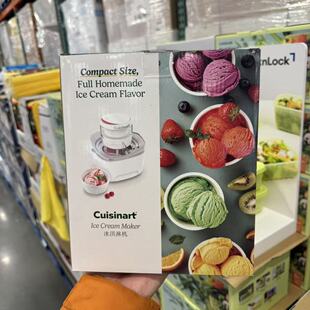 Compact Size,
Full Homemade
Ice Cream Flavor
Cuisinart
Ice Cream Maker
冰淇淋机
nLock